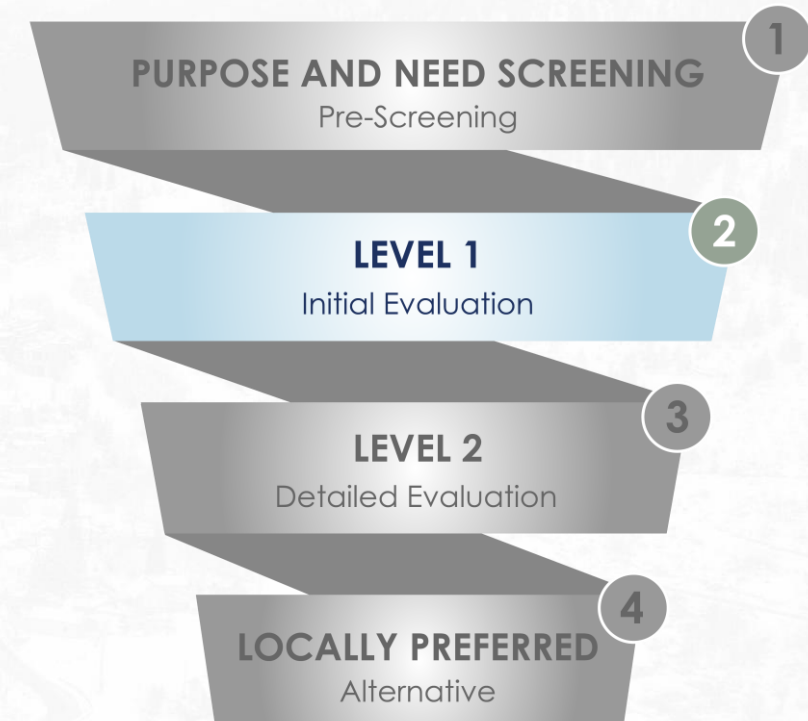 1
PURPOSE AND NEED SCREENING
Pre-Screening
2
LEVEL 1
Initial Evaluation
3
LEVEL 2
Detailed Evaluation
4
LOCALLY PREFERRED
Alternative